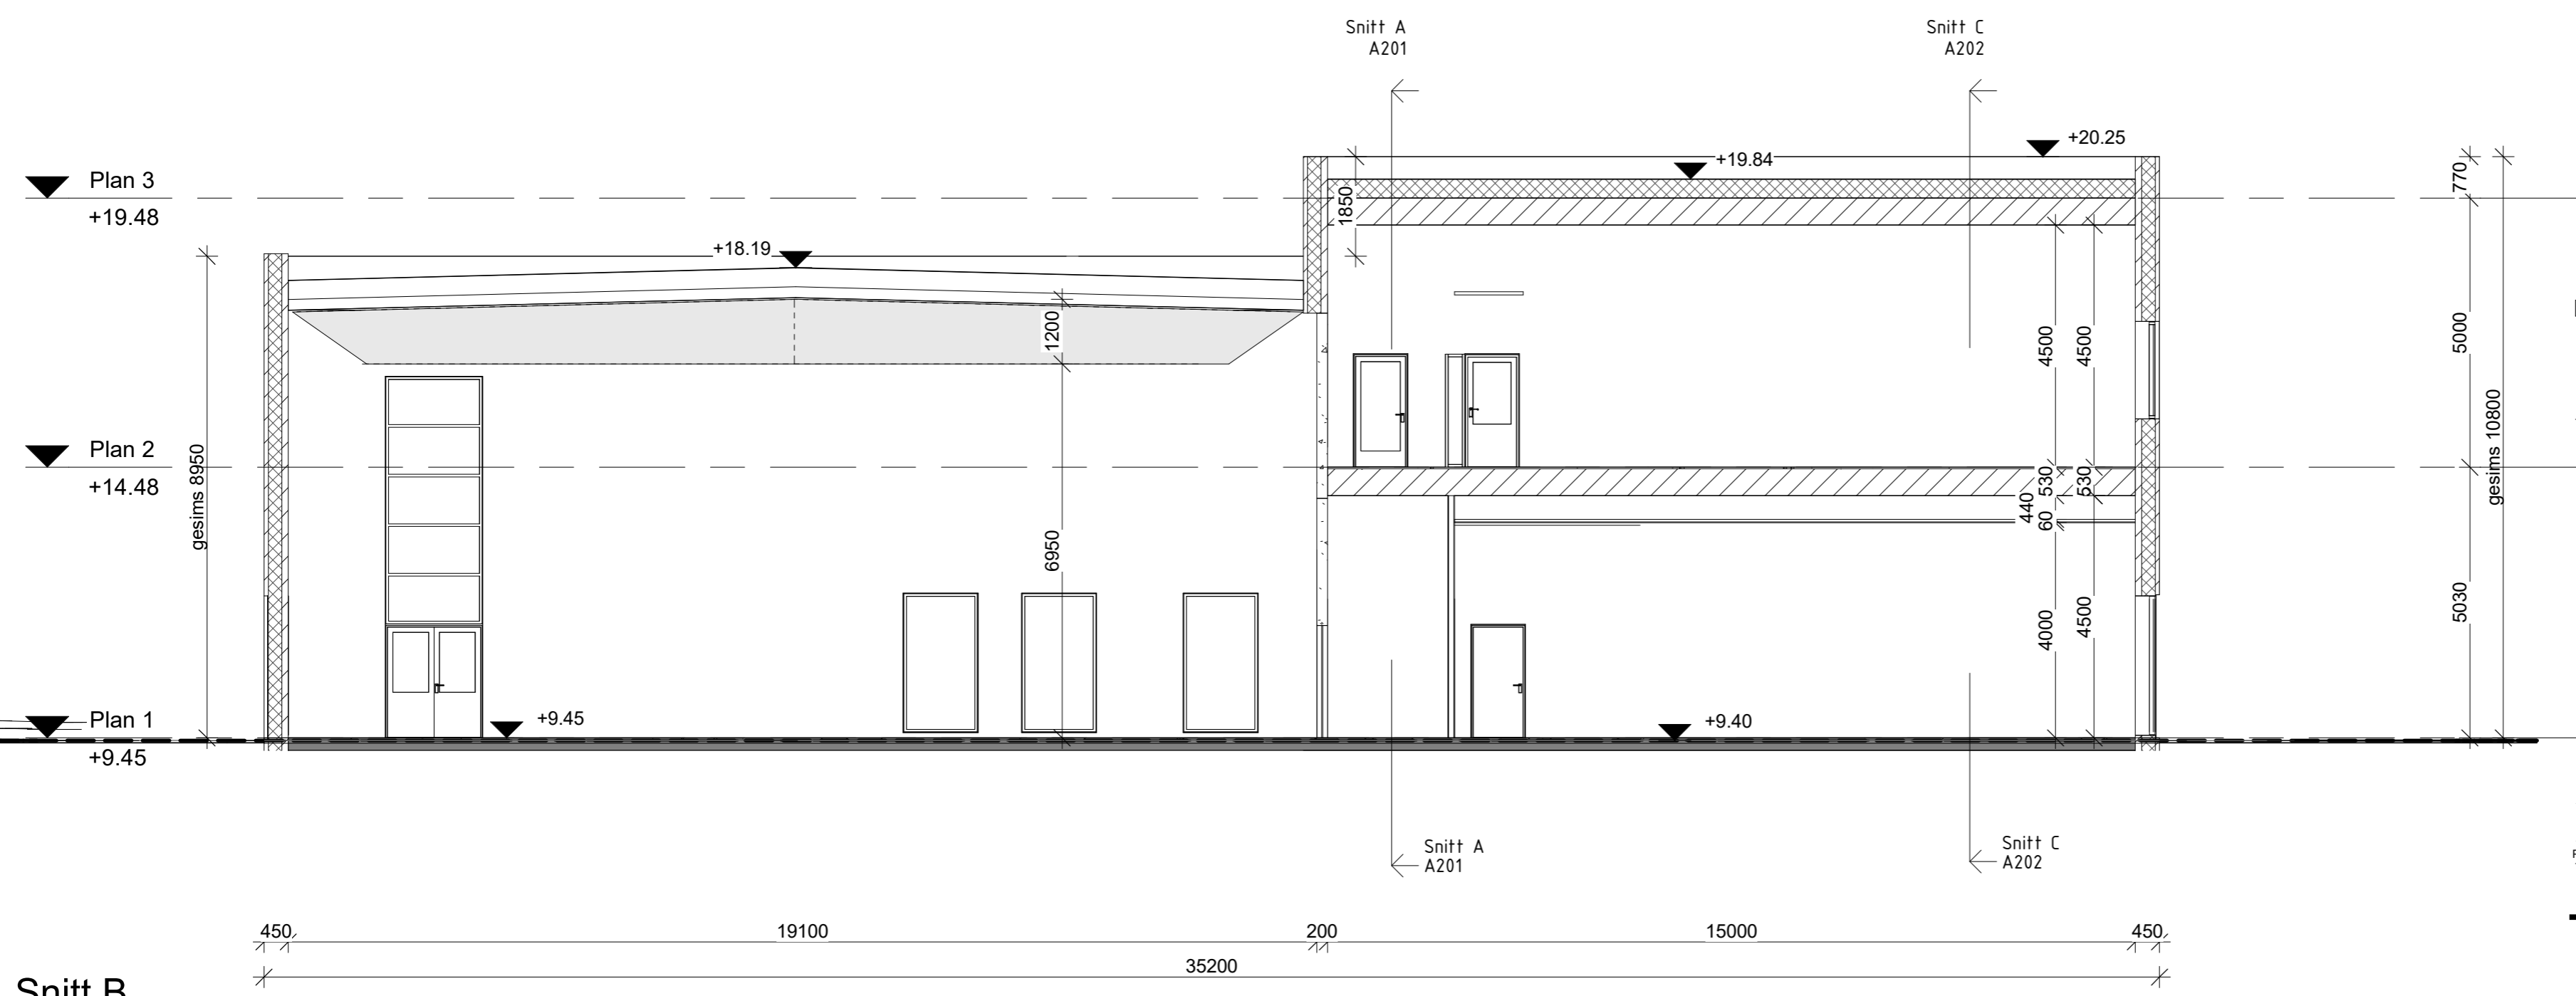 Snitt A
A201
Snitt C
A202
+20.25
+19.84
Plan 3
+19.48
770
1850
+18.19
1200
4500
4500
5000
gesims 8950
gesims 10800
Plan 2
+14.48
530
530
440
60
6950
4000
4500
5030
Plan 1
+9.45
+9.45
+9.40
Snitt A
A201
Snitt C
A202
450
19100
200
15000
450
35200
Snitt B